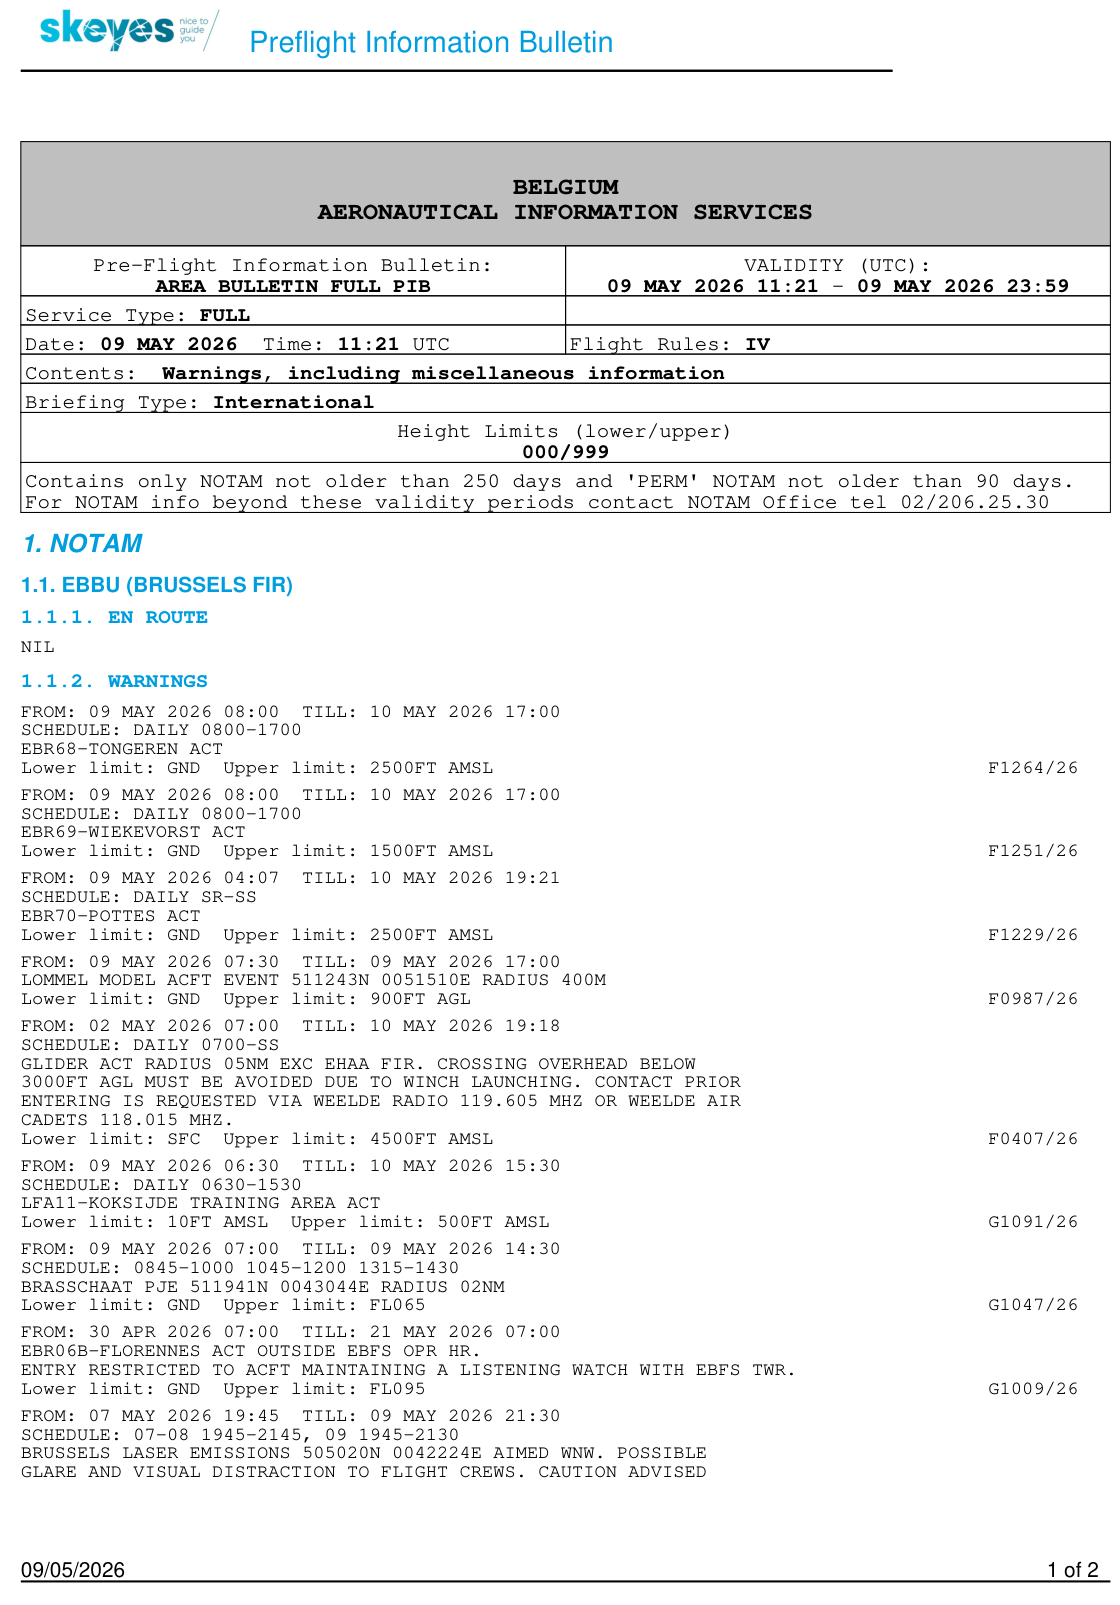 skeyes nice to guide you
Preflight Information Bulletin
BELGIUM
AERONAUTICAL INFORMATION SERVICES
Pre-Flight Information Bulletin:
AREA BULLETIN FULL PIB
VALIDITY (UTC):
09 MAY 2026 11:21 - 09 MAY 2026 23:59
Service Type: FULL
Date: 09 MAY 2026  Time: 11:21 UTC
Flight Rules: IV
Contents:  Warnings, including miscellaneous information
Briefing Type: International
Height Limits (lower/upper)
000/999
Contains only NOTAM not older than 250 days and 'PERM' NOTAM not older than 90 days.
For NOTAM info beyond these validity periods contact NOTAM Office tel 02/206.25.30
1. NOTAM
1.1. EBBU (BRUSSELS FIR)
1.1.1. EN ROUTE
NIL
1.1.2. WARNINGS
FROM: 09 MAY 2026 08:00  TILL: 10 MAY 2026 17:00
SCHEDULE: DAILY 0800-1700
EBR68-TONGEREN ACT
Lower limit: GND  Upper limit: 2500FT AMSL F1264/26
FROM: 09 MAY 2026 08:00  TILL: 10 MAY 2026 17:00
SCHEDULE: DAILY 0800-1700
EBR69-WIEKEVORST ACT
Lower limit: GND  Upper limit: 1500FT AMSL F1251/26
FROM: 09 MAY 2026 04:07  TILL: 10 MAY 2026 19:21
SCHEDULE: DAILY SR-SS
EBR70-POTTES ACT
Lower limit: GND  Upper limit: 2500FT AMSL F1229/26
FROM: 09 MAY 2026 07:30  TILL: 09 MAY 2026 17:00
LOMMEL MODEL ACFT EVENT 511243N 0051510E RADIUS 400M
Lower limit: GND  Upper limit: 900FT AGL F0987/26
FROM: 02 MAY 2026 07:00  TILL: 10 MAY 2026 19:18
SCHEDULE: DAILY 0700-SS
GLIDER ACT RADIUS 05NM EXC EHAA FIR. CROSSING OVERHEAD BELOW
3000FT AGL MUST BE AVOIDED DUE TO WINCH LAUNCHING. CONTACT PRIOR
ENTERING IS REQUESTED VIA WEELDE RADIO 119.605 MHZ OR WEELDE AIR
CADETS 118.015 MHZ.
Lower limit: SFC  Upper limit: 4500FT AMSL F0407/26
FROM: 09 MAY 2026 06:30  TILL: 10 MAY 2026 15:30
SCHEDULE: DAILY 0630-1530
LFA11-KOKSIJDE TRAINING AREA ACT
Lower limit: 10FT AMSL  Upper limit: 500FT AMSL G1091/26
FROM: 09 MAY 2026 07:00  TILL: 09 MAY 2026 14:30
SCHEDULE: 0845-1000 1045-1200 1315-1430
BRASSCHAAT PJE 511941N 0043044E RADIUS 02NM
Lower limit: GND  Upper limit: FL065 G1047/26
FROM: 30 APR 2026 07:00  TILL: 21 MAY 2026 07:00
EBR06B-FLORENNES ACT OUTSIDE EBFS OPR HR.
ENTRY RESTRICTED TO ACFT MAINTAINING A LISTENING WATCH WITH EBFS TWR.
Lower limit: GND  Upper limit: FL095 G1009/26
FROM: 07 MAY 2026 19:45  TILL: 09 MAY 2026 21:30
SCHEDULE: 07-08 1945-2145, 09 1945-2130
BRUSSELS LASER EMISSIONS 505020N 0042224E AIMED WNW. POSSIBLE
GLARE AND VISUAL DISTRACTION TO FLIGHT CREWS. CAUTION ADVISED
09/05/2026 1 of 2